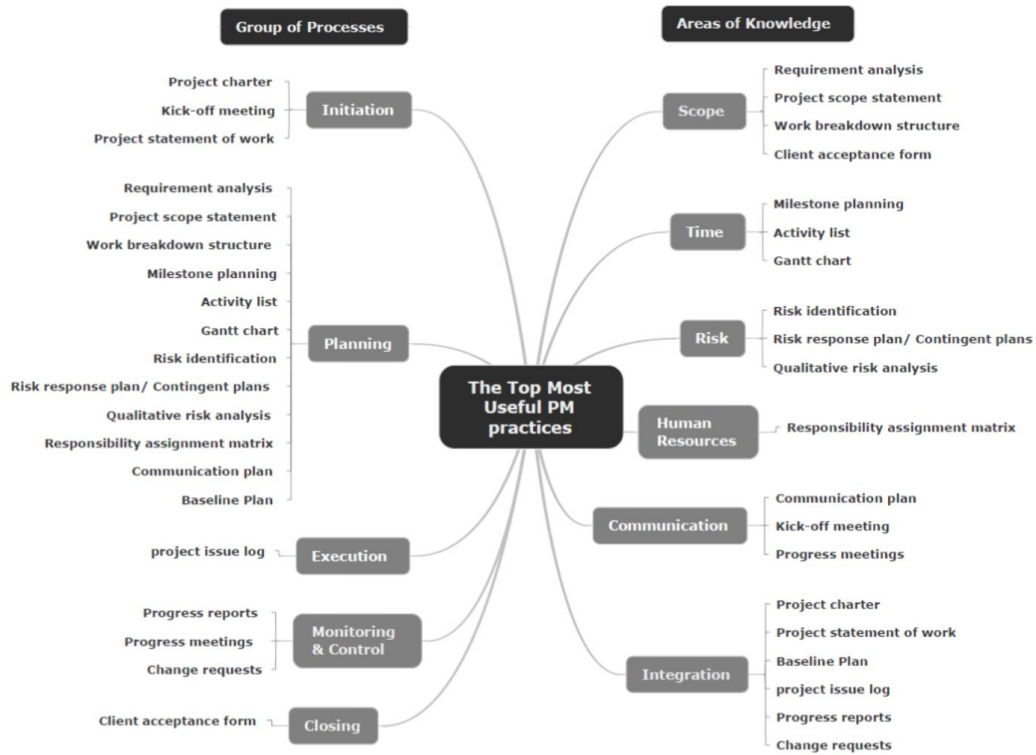 Group of Processes
Project charter
Kick-off meeting
Project statement of work
Initiation
Requirement analysis
Project scope statement
Work breakdown structure
Milestone planning
Activity list
Gantt chart
Risk identification
Risk response plan/ Contingent plans
Qualitative risk analysis
Responsibility assignment matrix
Communication plan
Baseline Plan
Planning
project issue log
Execution
Progress reports
Progress meetings
Change requests
Monitoring
& Control
Client acceptance form
Closing
The Top Most
Useful PM
practices
Areas of Knowledge
Scope
Requirement analysis
Project scope statement
Work breakdown structure
Client acceptance form
Time
Milestone planning
Activity list
Gantt chart
Risk
Risk identification
Risk response plan/ Contingent plans
Qualitative risk analysis
Human
Resources
Responsibility assignment matrix
Communication
Communication plan
Kick-off meeting
Progress meetings
Integration
Project charter
Project statement of work
Baseline Plan
project issue log
Progress reports
Change requests